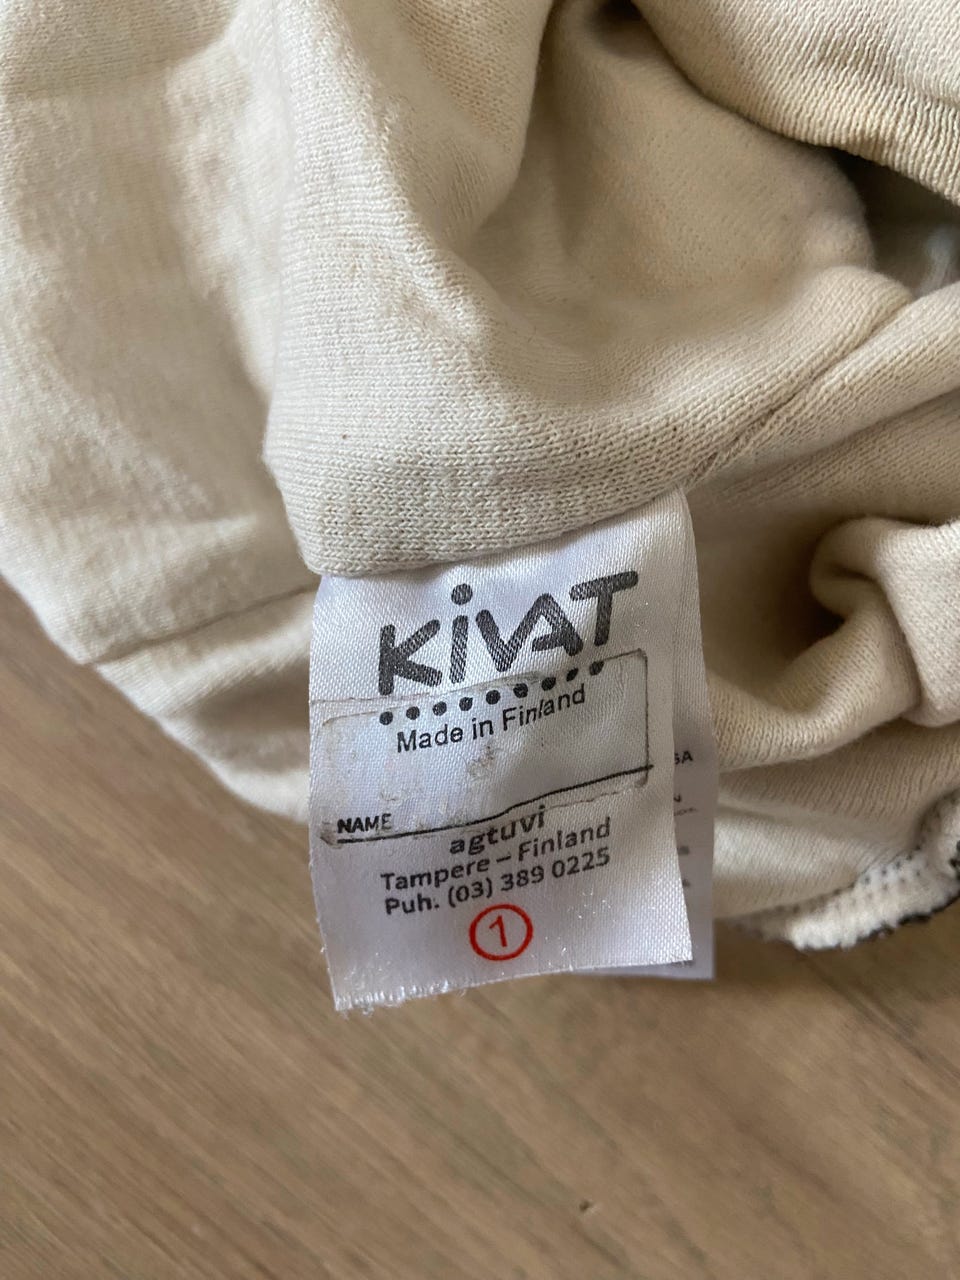 KiVAT
Made in Finland
NAME
agtuvi
Tampere – Finland
Puh. (03) 389 0225
1